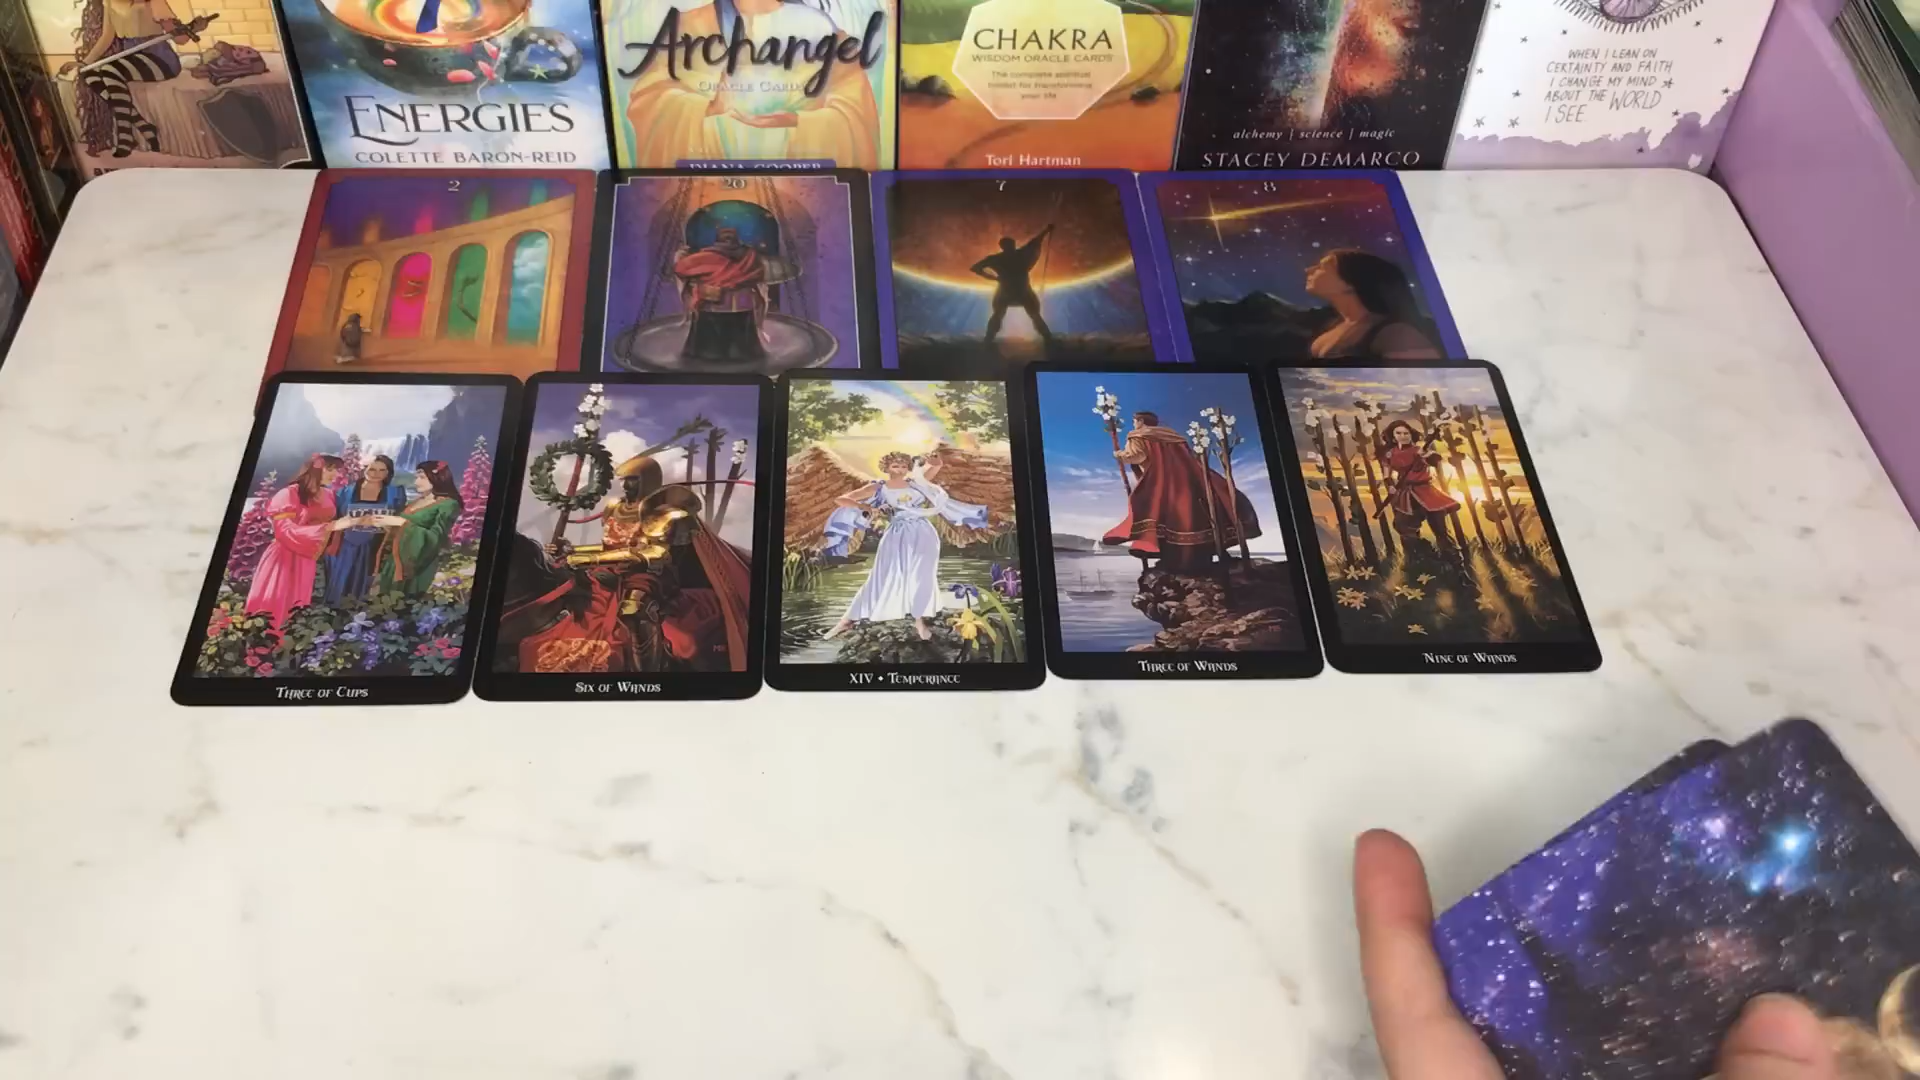 ENERGIES
COLETTE BARON-REID
Archangel
ORACLE CARDS
DIANA COOPER
CHAKRA
WISDOM ORACLE CARDS
The complete spiritual
toolkit for transforming
your life
Tori Hartman
alchemy | science | magic
STACEY DEMARCO
WHEN I LEAN ON
CERTAINTY AND FAITH
I CHANGE MY MIND
ABOUT THE WORLD
I SEE.
2
20
7
8
THREE OF CUPS
SIX OF WANDS
XIV • TEMPERANCE
THREE OF WANDS
NINE OF WANDS